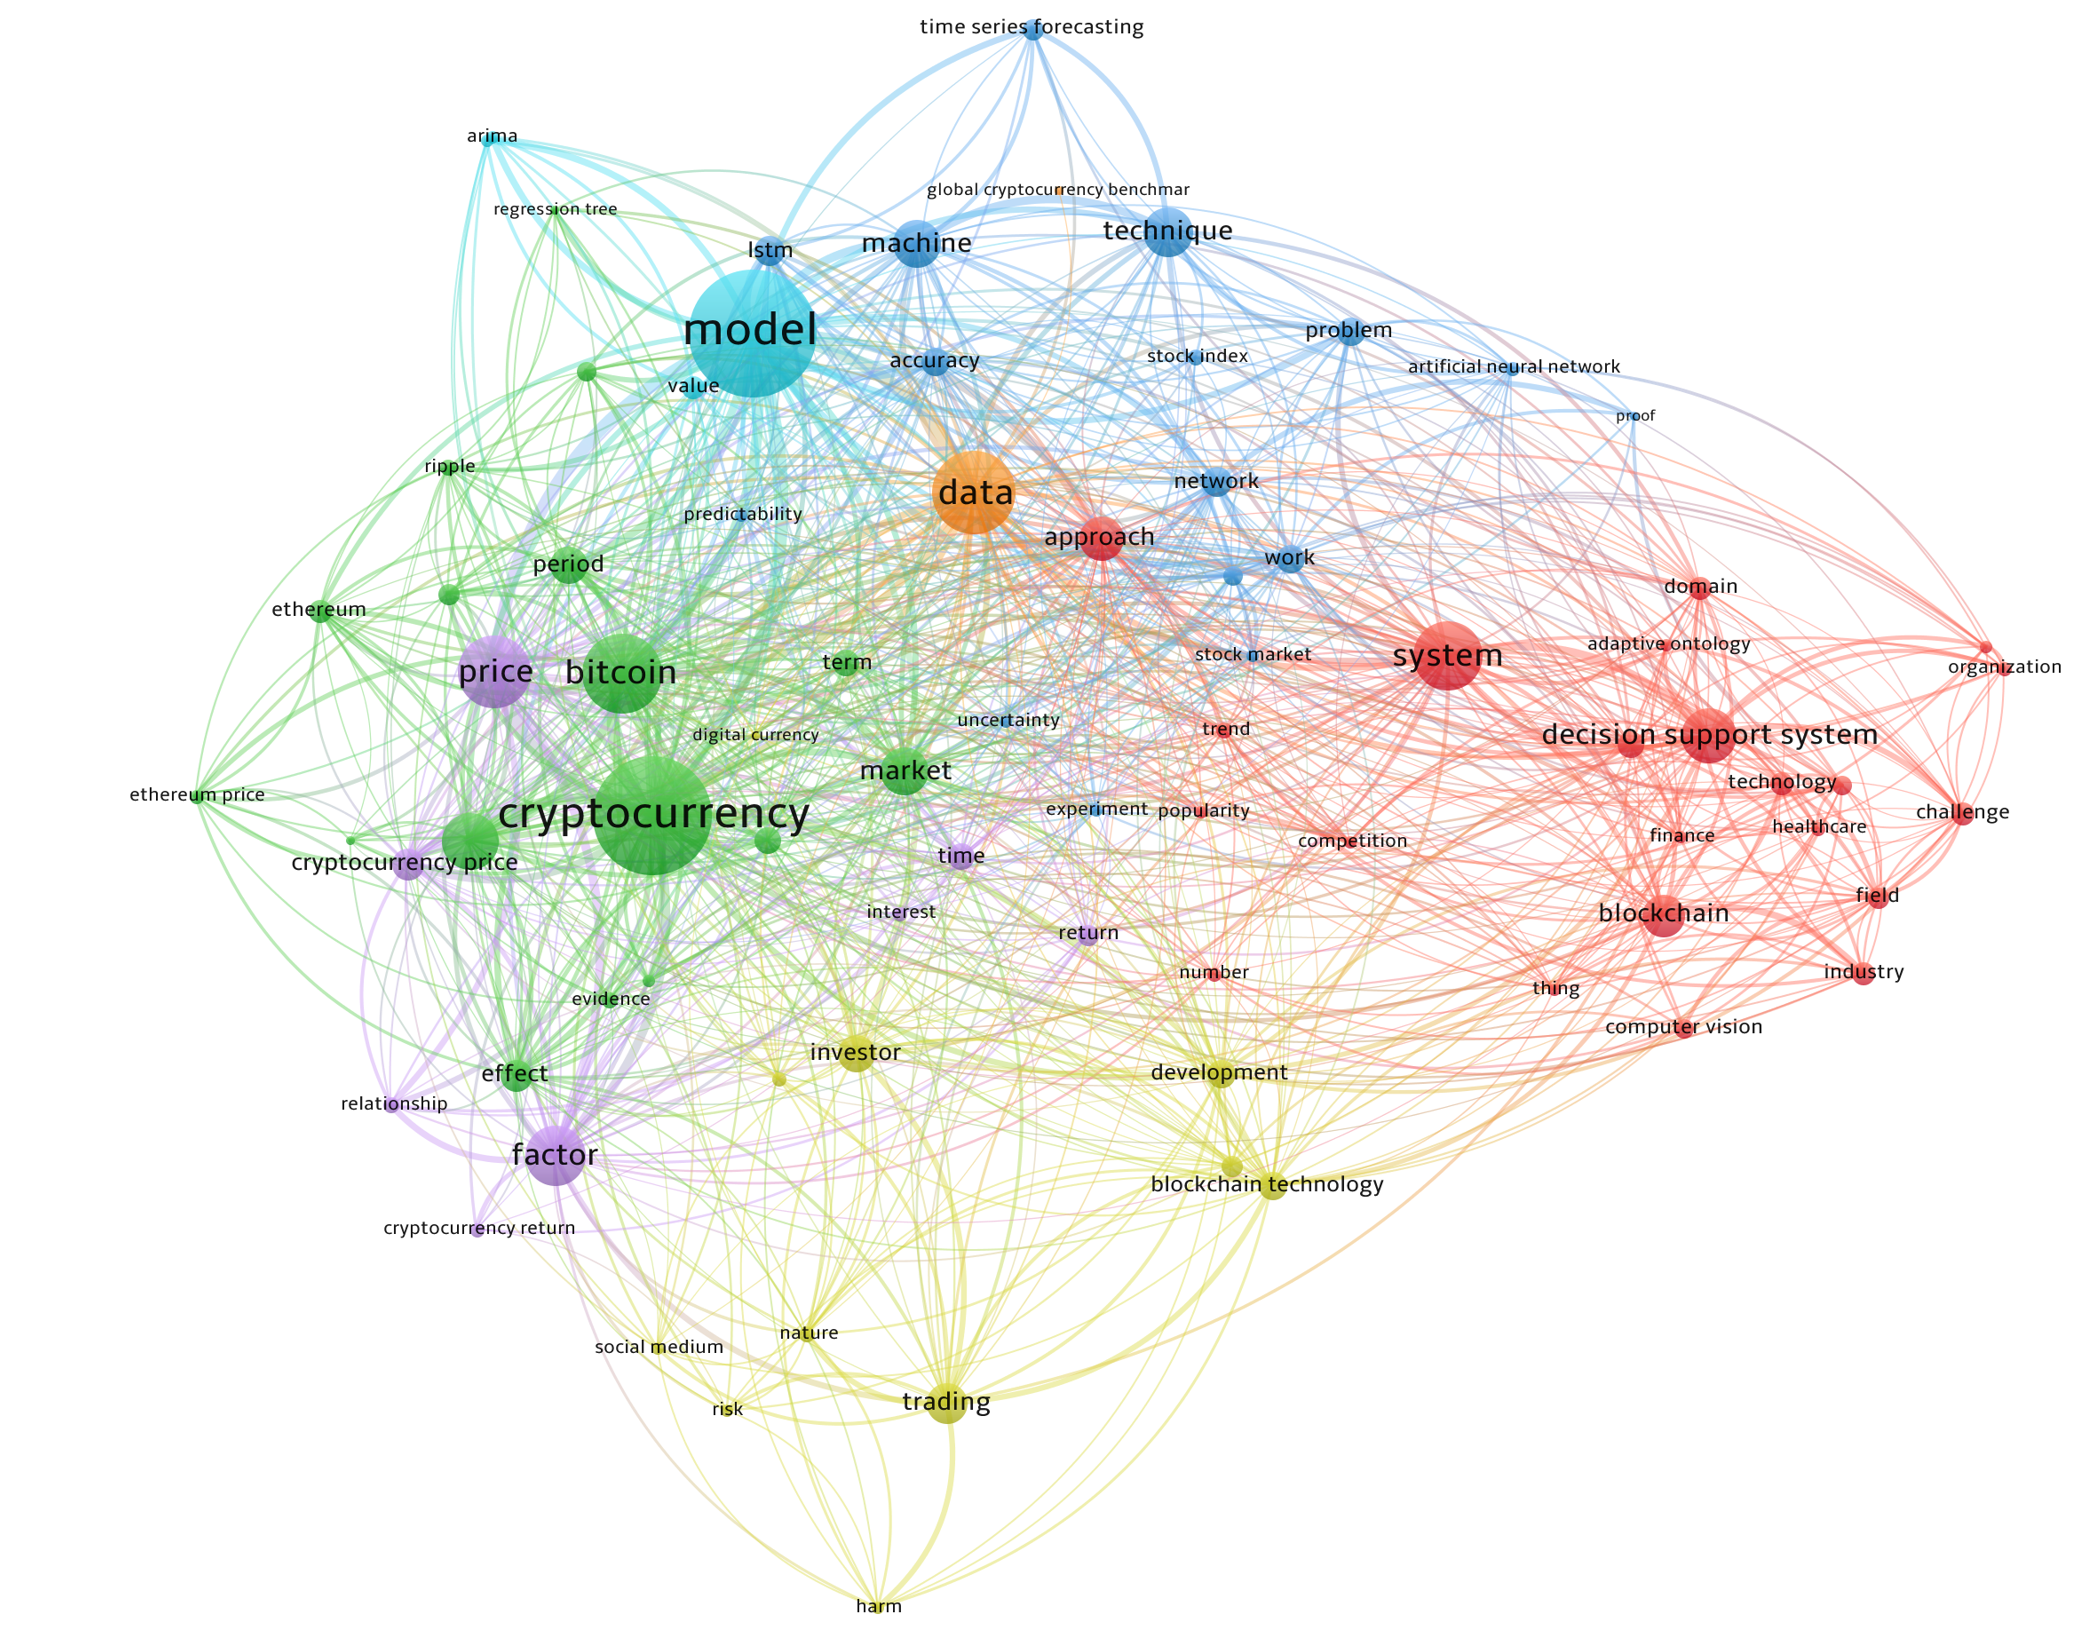 time series forecasting
arima
global cryptocurrency benchmar
regression tree
technique
machine
lstm
model
problem
stock index
accuracy
artificial neural network
value
proof
ripple
network
data
predictability
approach
work
period
domain
ethereum
adaptive ontology
term
stock market
system
organization
price
bitcoin
uncertainty
trend
digital currency
decision support system
market
technology
ethereum price
experiment
popularity
challenge
cryptocurrency
healthcare
finance
competition
time
cryptocurrency price
field
interest
blockchain
return
number
industry
thing
evidence
computer vision
investor
development
effect
relationship
factor
blockchain technology
cryptocurrency return
nature
social medium
trading
risk
harm